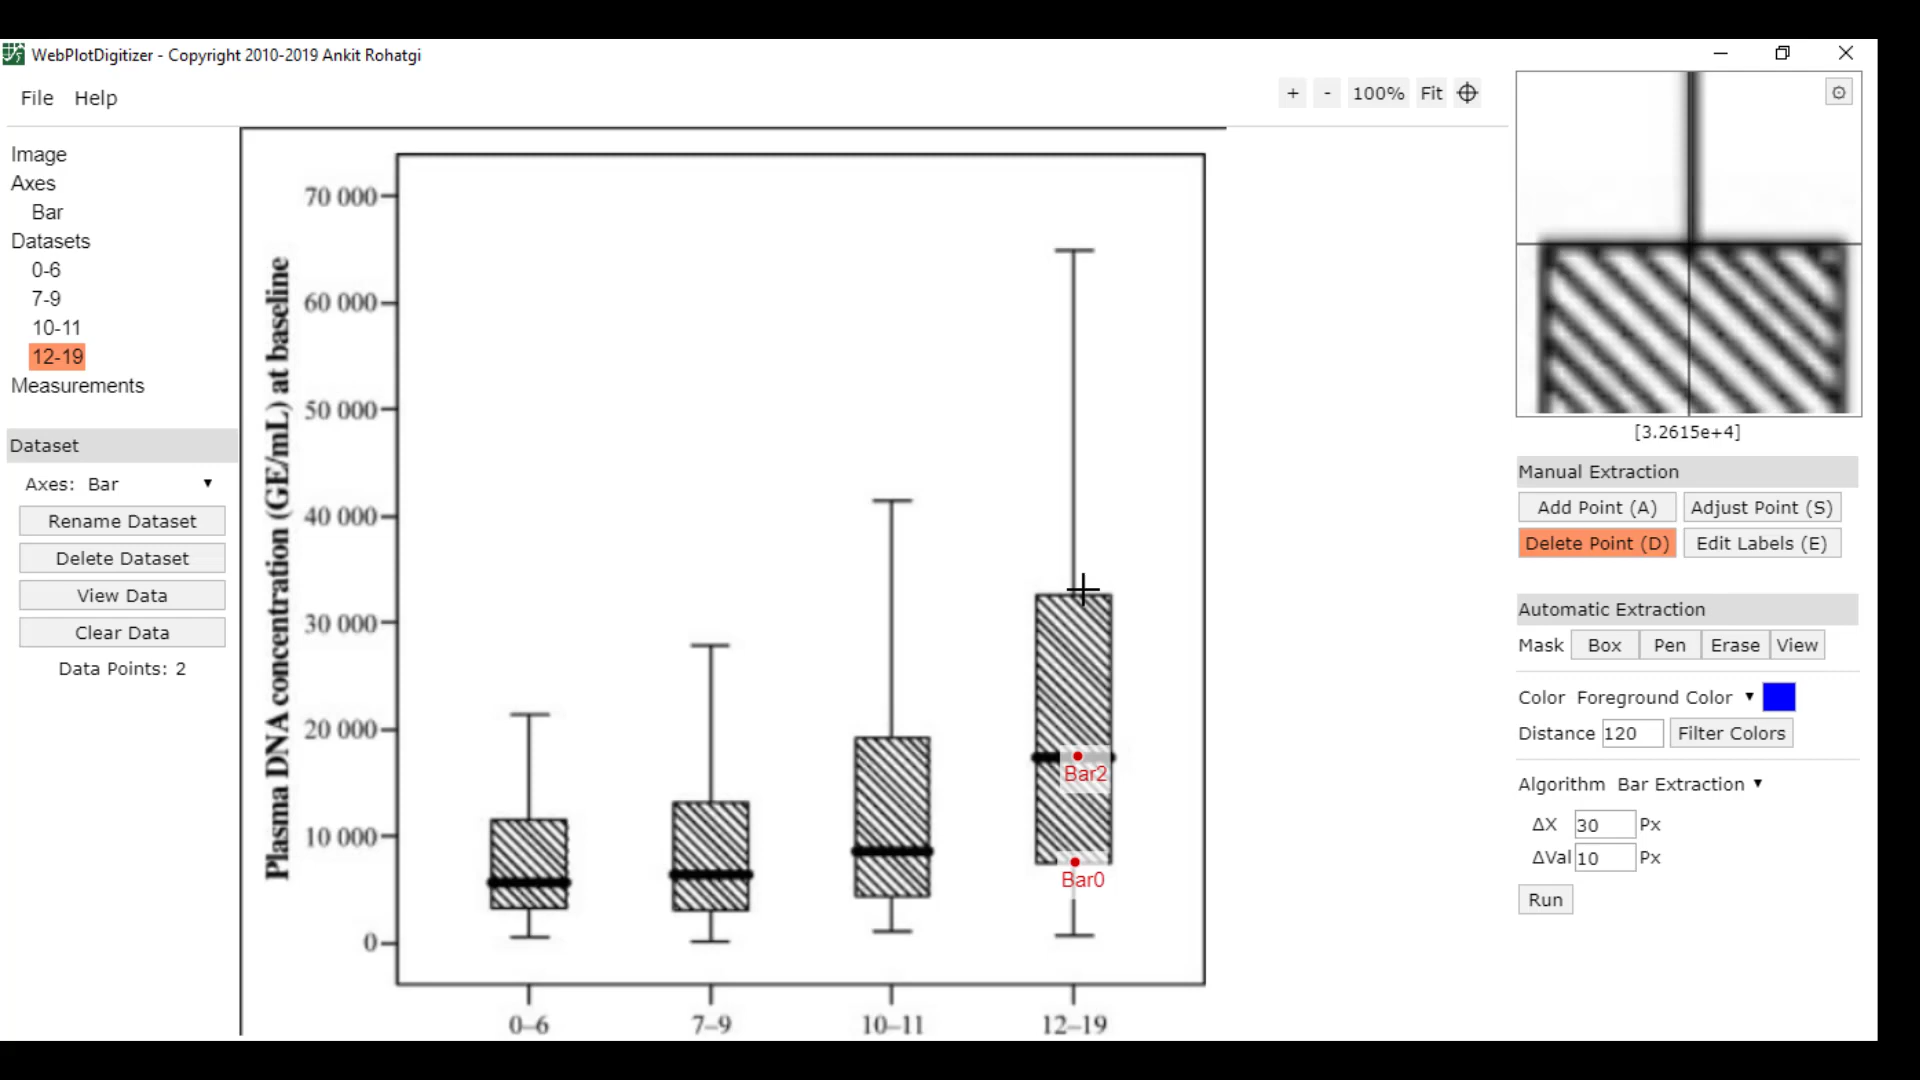 WebPlotDigitizer - Copyright 2010-2019 Ankit Rohatgi
File Help
+ - 100% Fit
Image
Axes
Bar
Datasets
0-6
7-9
10-11
12-19
Measurements
Dataset
Axes: Bar
Rename Dataset
Delete Dataset
View Data
Clear Data
Data Points: 2
Plasma DNA concentration (GE/mL) at baseline
70 000
60 000
50 000
40 000
30 000
20 000
10 000
0
Bar2
Bar0
0–6 7–9 10–11 12–19
[3.2615e+4]
Manual Extraction
Add Point (A) Adjust Point (S)
Delete Point (D) Edit Labels (E)
Automatic Extraction
Mask Box Pen Erase View
Color Foreground Color
Distance 120 Filter Colors
Algorithm Bar Extraction
ΔX 30 Px
ΔVal 10 Px
Run